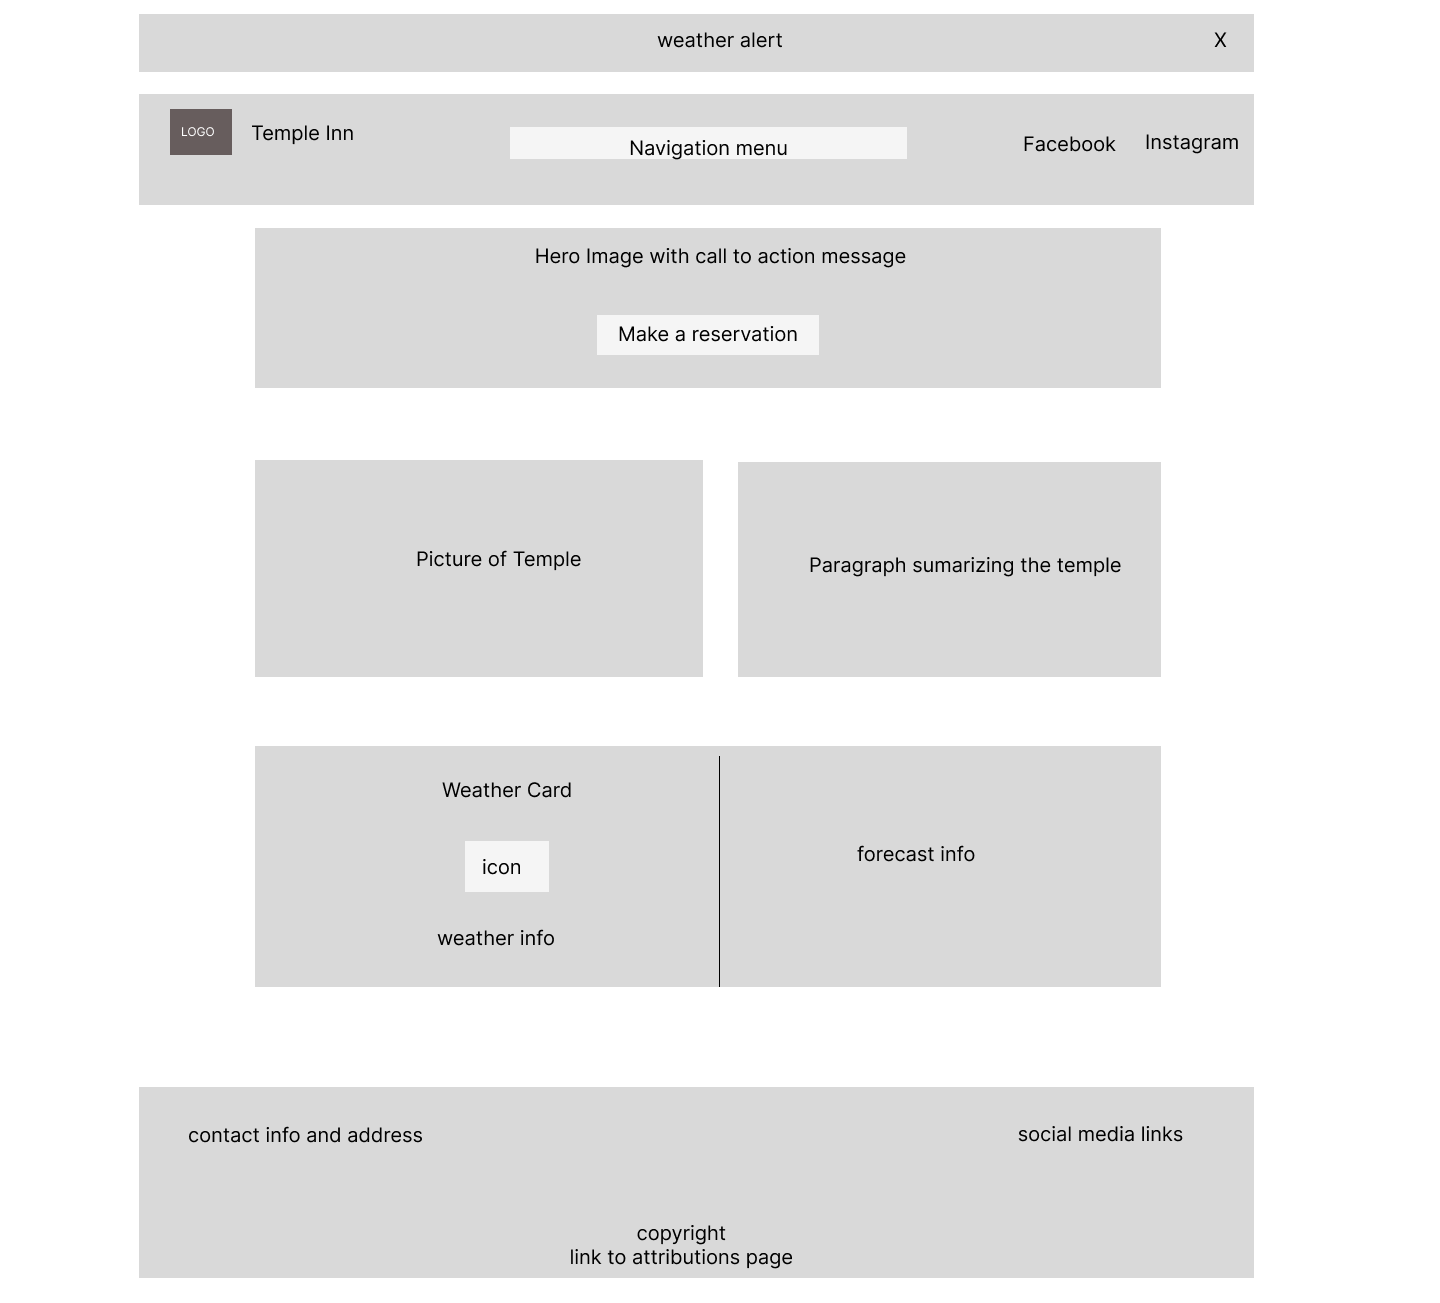 weather alert
X
LOGO
Temple Inn
Navigation menu
Facebook
Instagram
Hero Image with call to action message
Make a reservation
Picture of Temple
Paragraph sumarizing the temple
Weather Card
icon
weather info
forecast info
contact info and address
social media links
copyright
link to attributions page